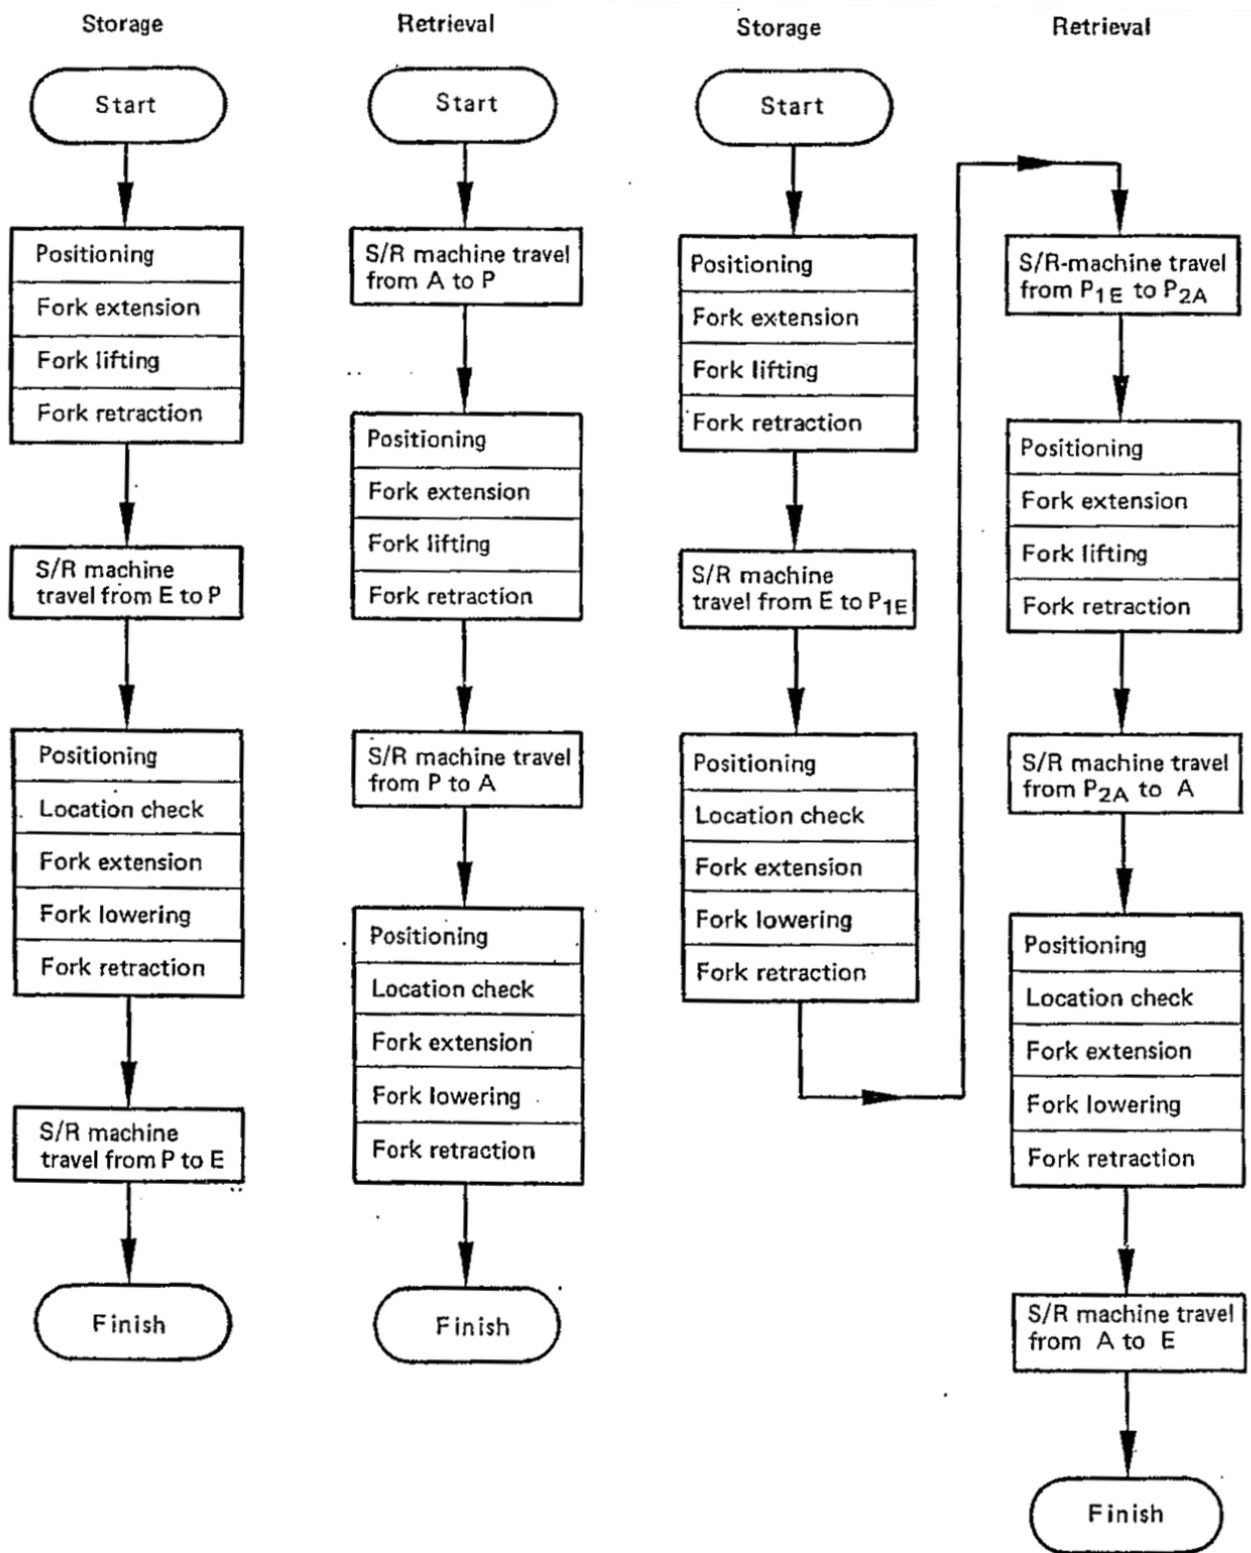 Storage
Start
Positioning
Fork extension
Fork lifting
Fork retraction
S/R machine
travel from E to P
Positioning
Location check
Fork extension
Fork lowering
Fork retraction
S/R machine
travel from P to E
Finish
Retrieval
Start
S/R machine travel
from A to P
Positioning
Fork extension
Fork lifting
Fork retraction
S/R machine travel
from P to A
Positioning
Location check
Fork extension
Fork lowering
Fork retraction
Finish
Storage
Start
Positioning
Fork extension
Fork lifting
Fork retraction
S/R machine
travel from E to P1E
Positioning
Location check
Fork extension
Fork lowering
Fork retraction
Retrieval
S/R-machine travel
from P1E to P2A
Positioning
Fork extension
Fork lifting
Fork retraction
S/R machine travel
from P2A to A
Positioning
Location check
Fork extension
Fork lowering
Fork retraction
S/R machine travel
from A to E
Finish